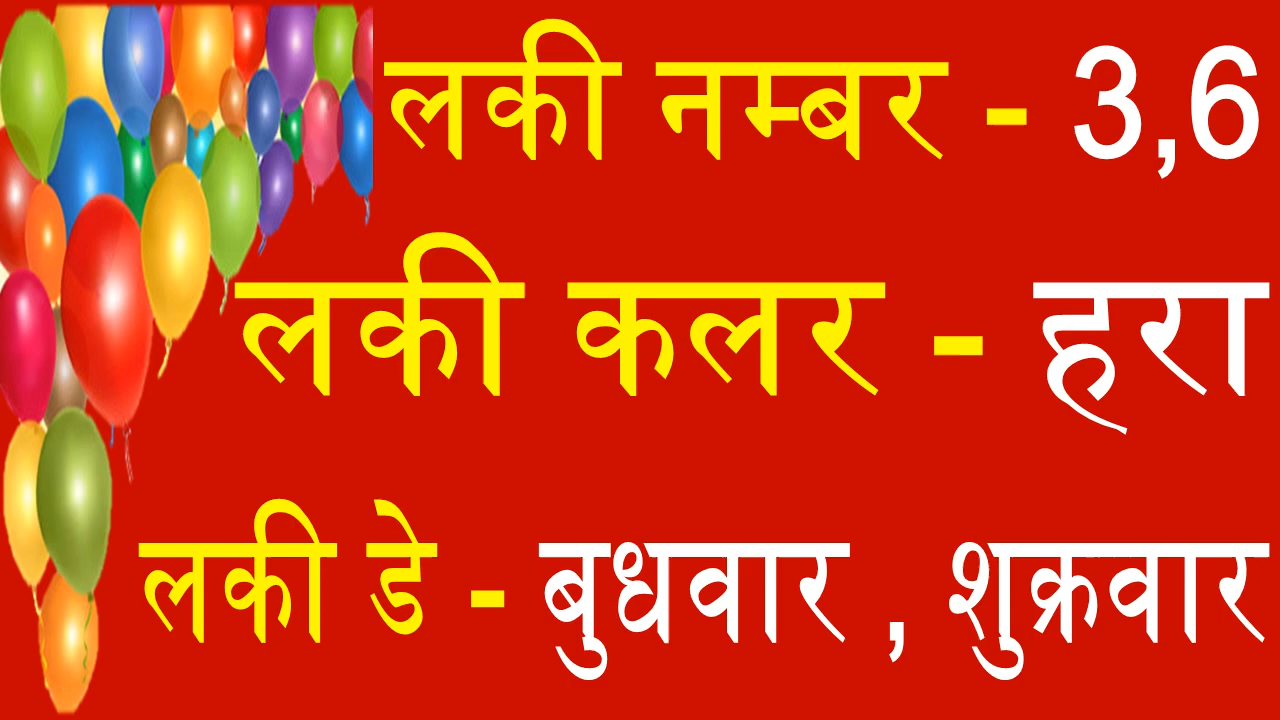 लकी नम्बर - 3,6
लकी कलर - हरा
लकी डे - बुधवार , शुक्रवार